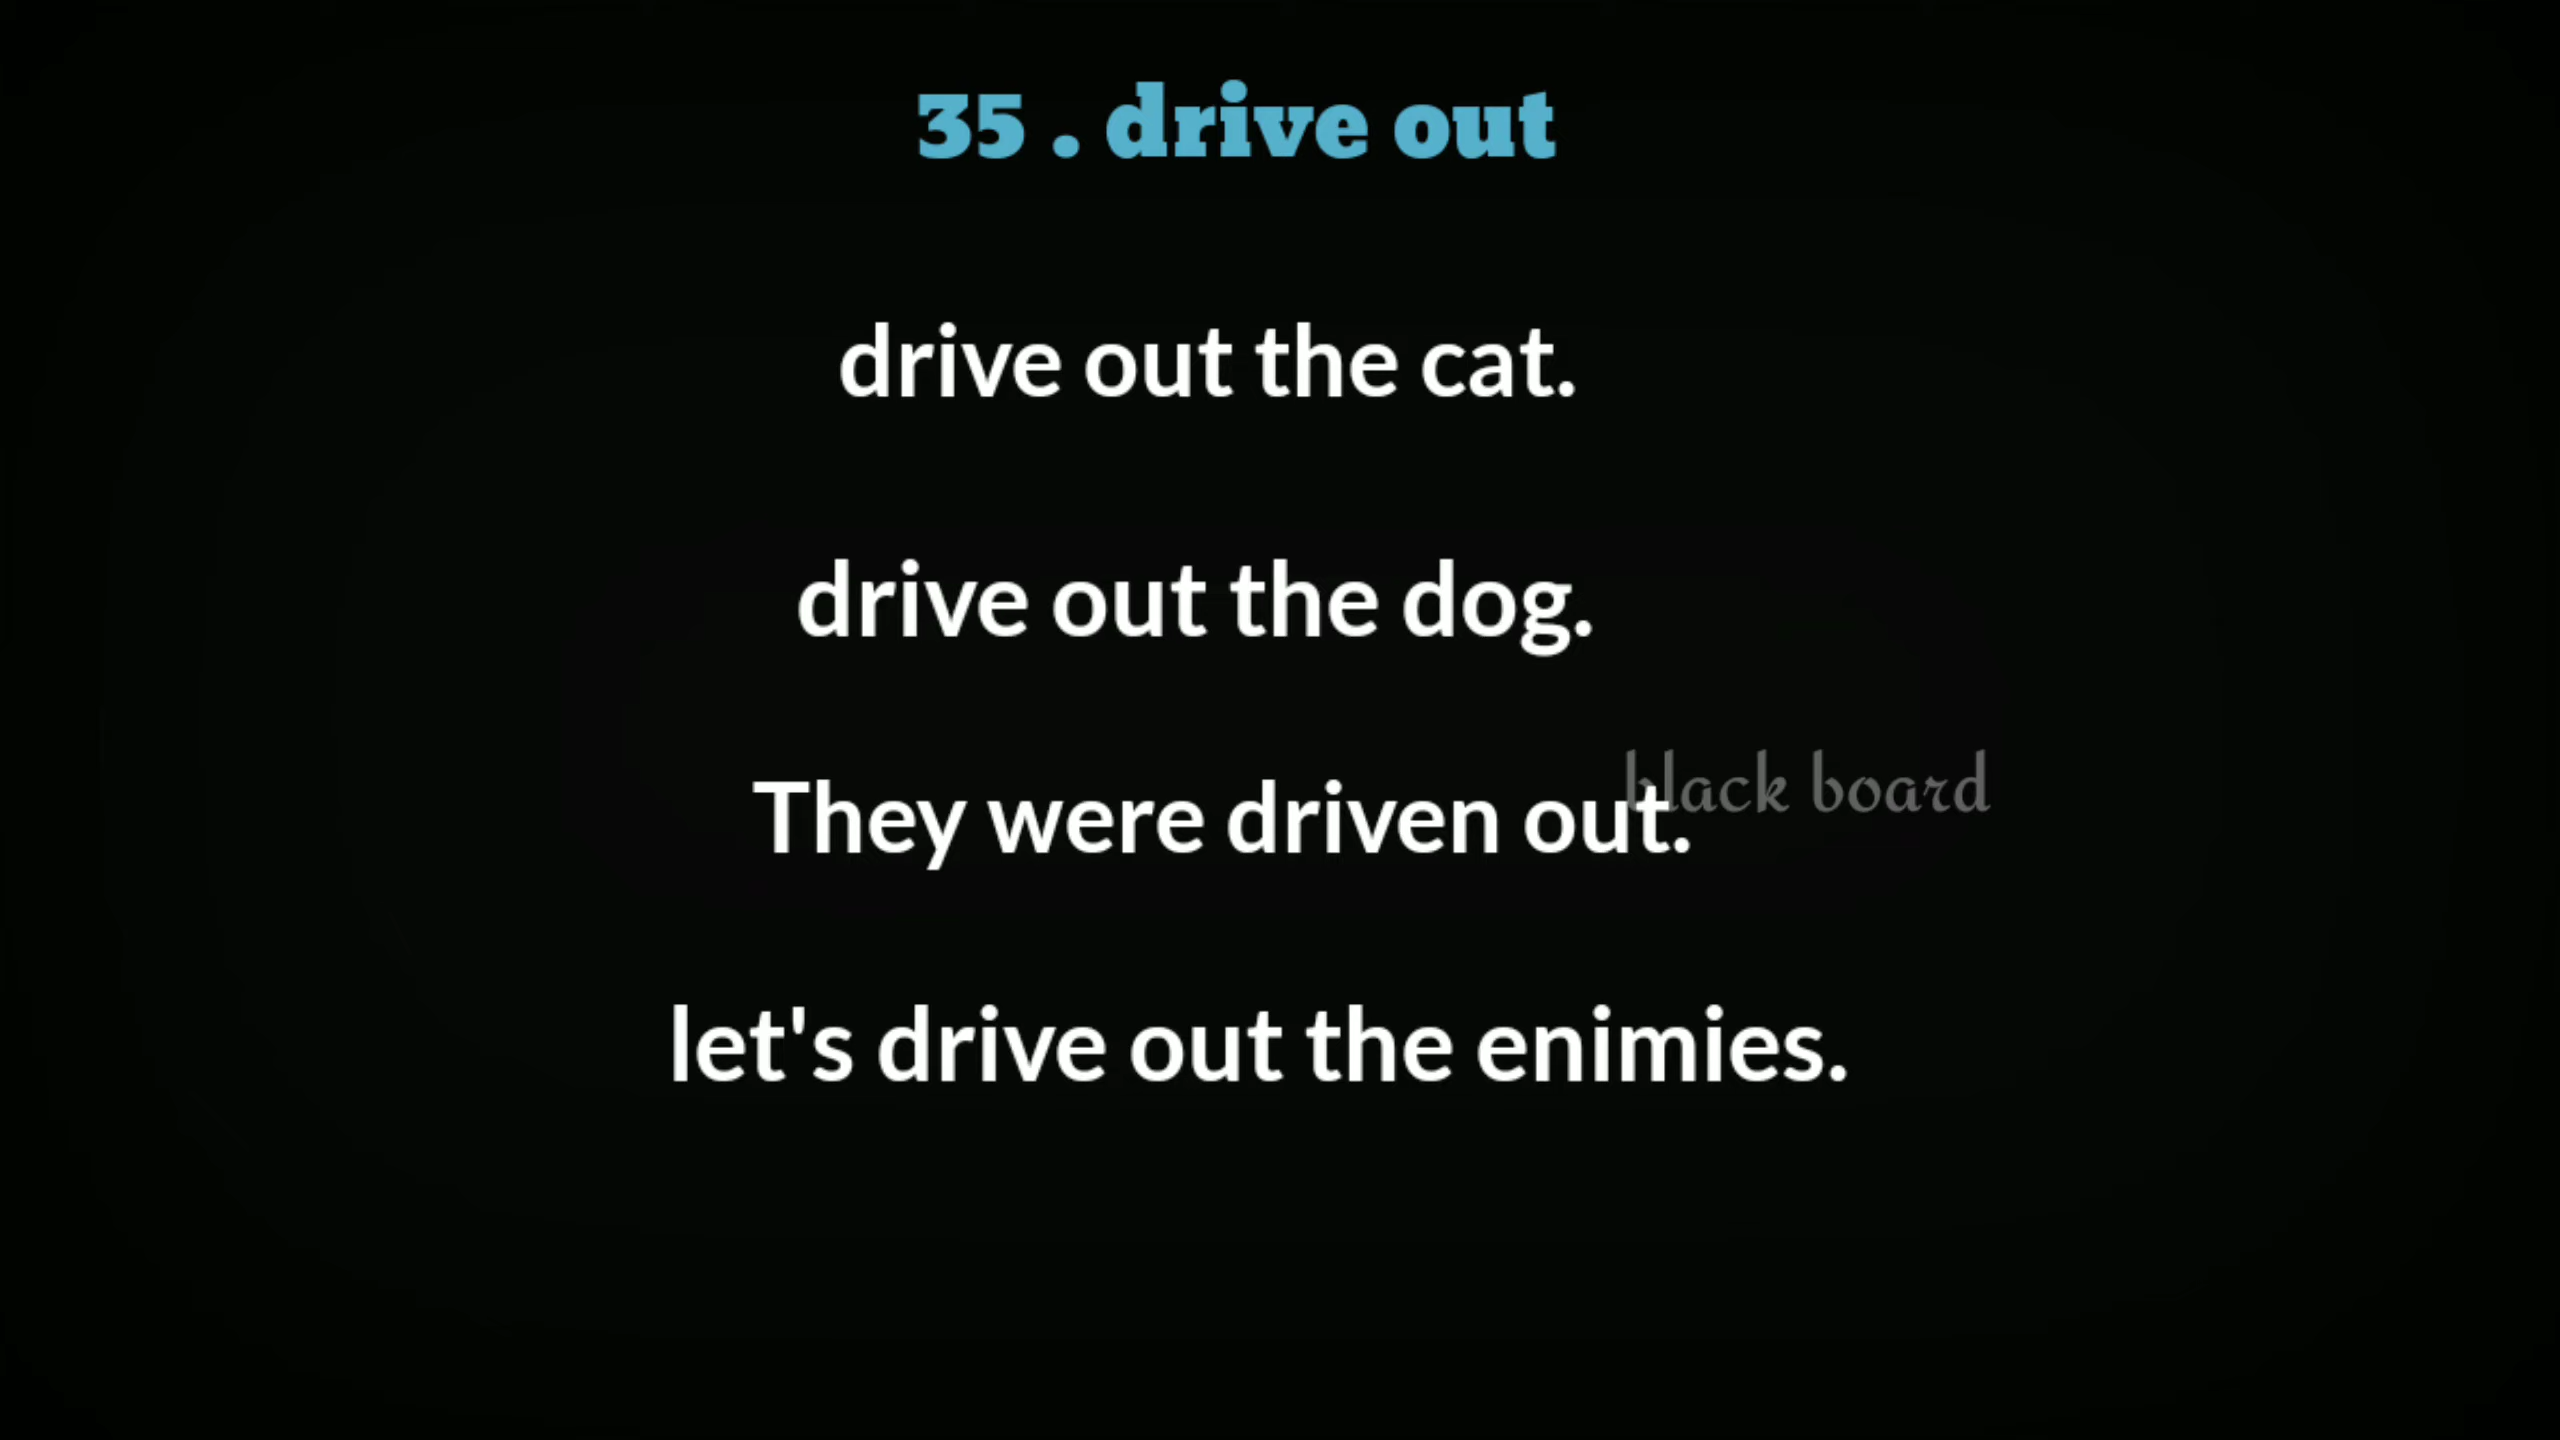 35 . drive out
drive out the cat.
drive out the dog.
black board
They were driven out.
let's drive out the enimies.